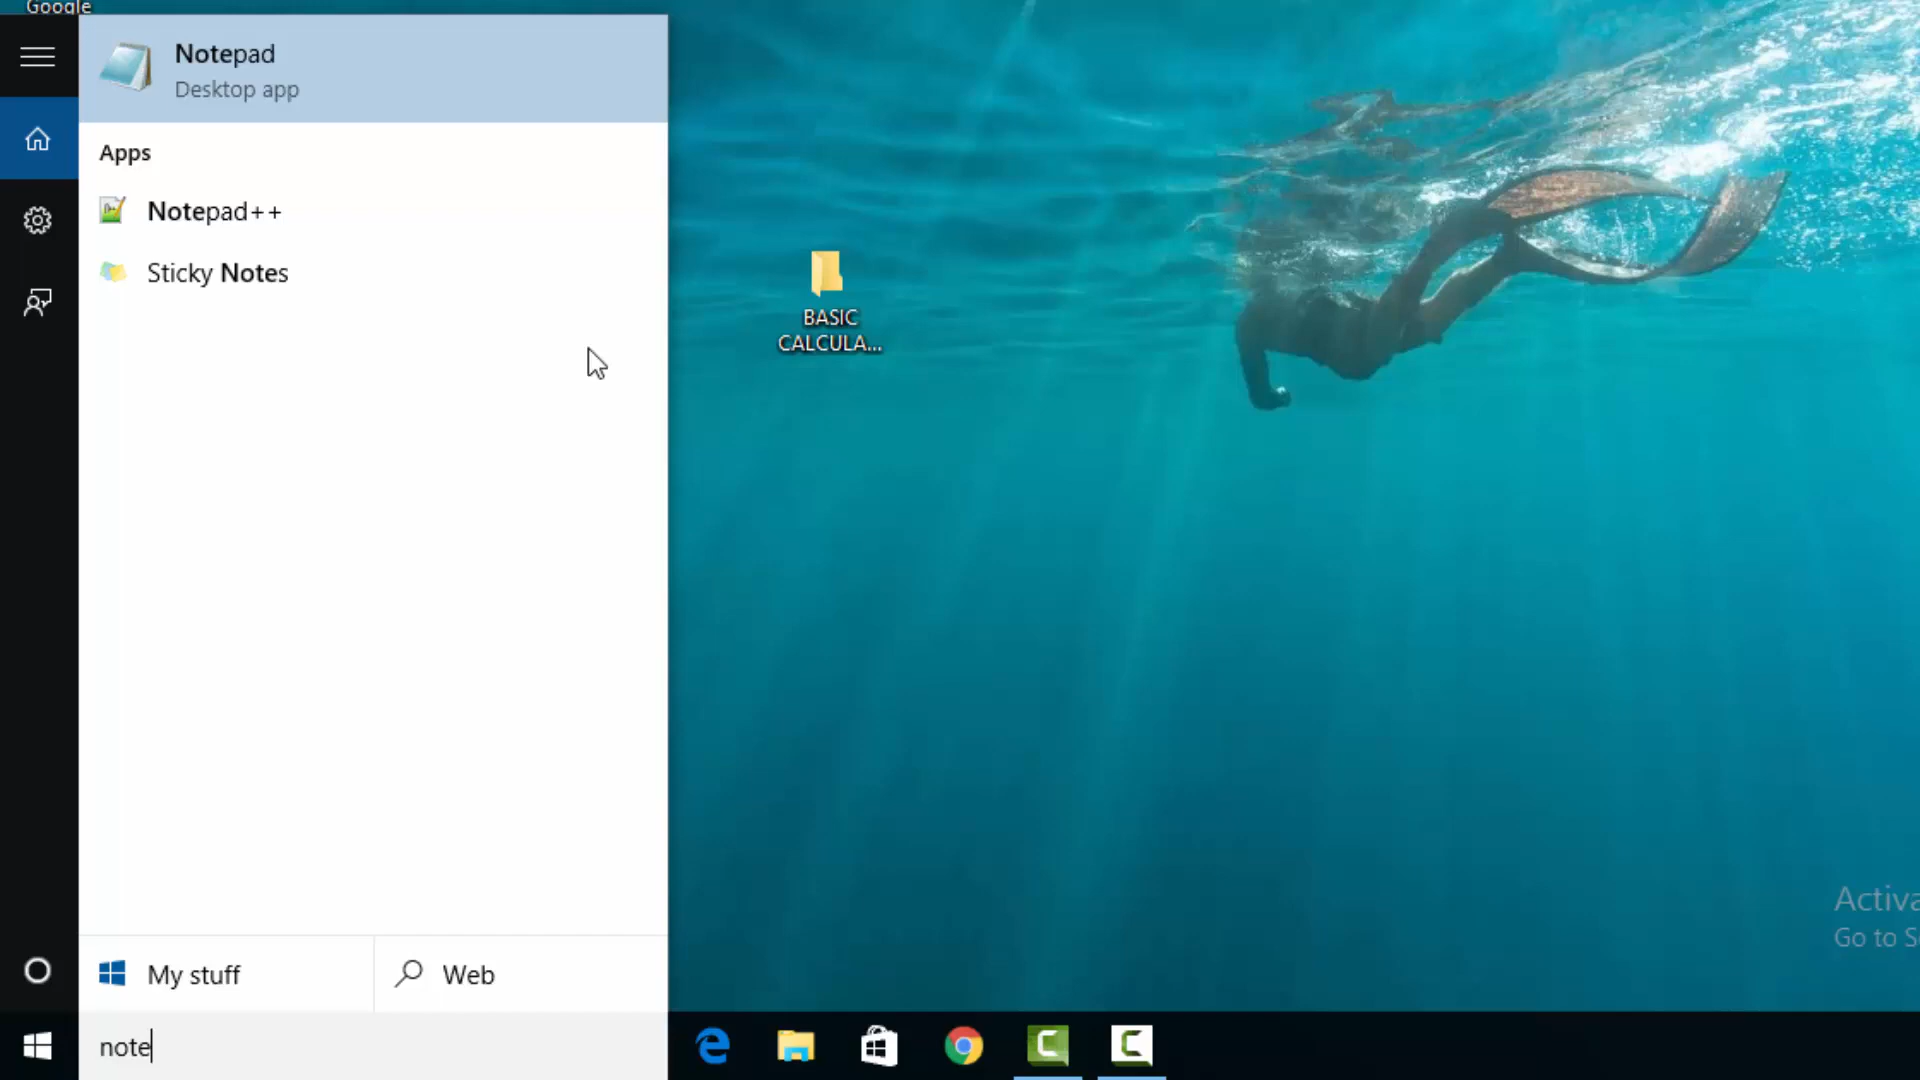 Google
Notepad
Desktop app
Apps
Notepad++
Sticky Notes
BASIC
CALCULA...
My stuff
Web
note
Activa
Go to S